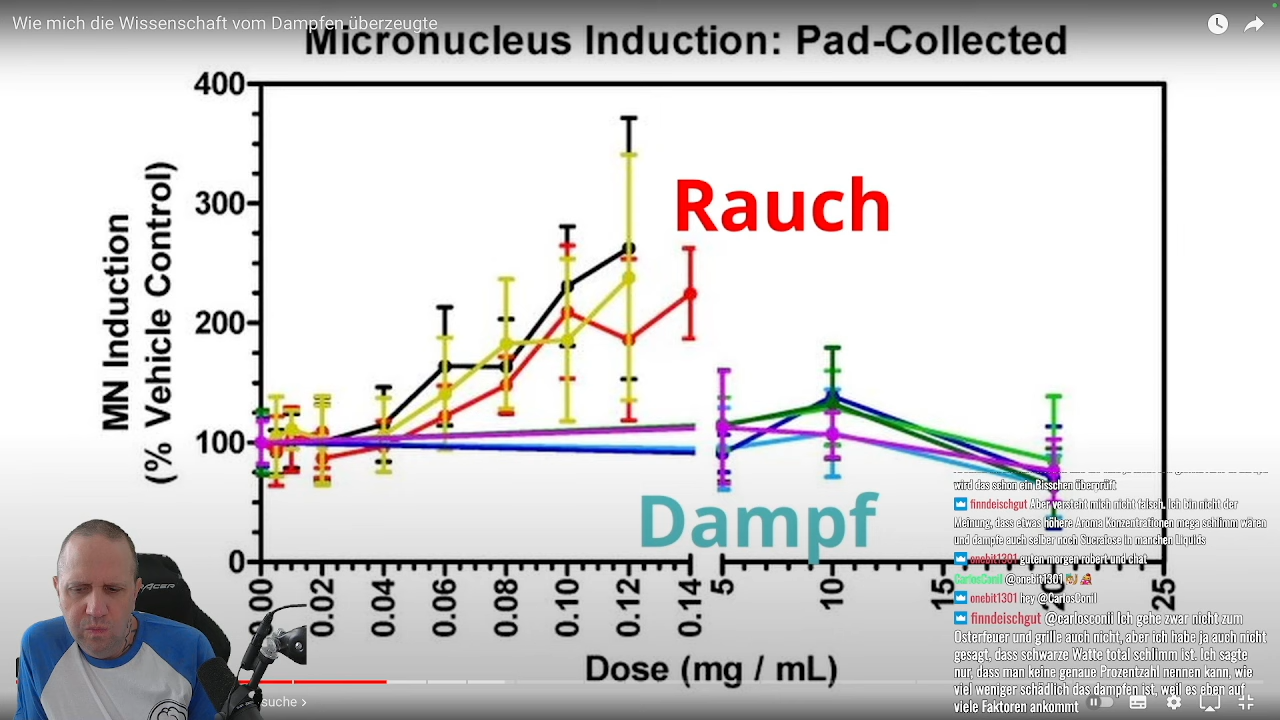 Wie mich die Wissenschaft vom Dampfen überzeugte
Micronucleus Induction: Pad-Collected
400
300
200
100
0
MN Induction
(% Vehicle Control)
Rauch
Dampf
0.00
0.02
0.04
0.06
0.08
0.10
0.12
0.14
5
10
15
25
Dose (mg / mL)
ACER
suche
wird das schon ein Bisschen überprüft
finndeischgut Aber versteht mich nicht falsch. Ich bin nicht der
Meinung, dass etwas höhere Aroma Konzentrationen mega schlimm wären
und dampfe auch selber noch Sucralose in manchen Liquids
onebit1301 guten morgen robert und chat
CarlosConil @onebit1301
onebit1301 hey @CarlosConil
finndeischgut @carlosconil Ich gehe zwar nicht zum
Osterfeuer und grille auch nicht, aber ich habe ja auch nicht
gesagt, dass schwarze Watte total schlimm ist. Ich sagte
nur, dass man keine genaue Prozentzahl nennen kann, wie
viel weniger schädlich das dampfen ist, weil es eben auf
viele Faktoren ankommt